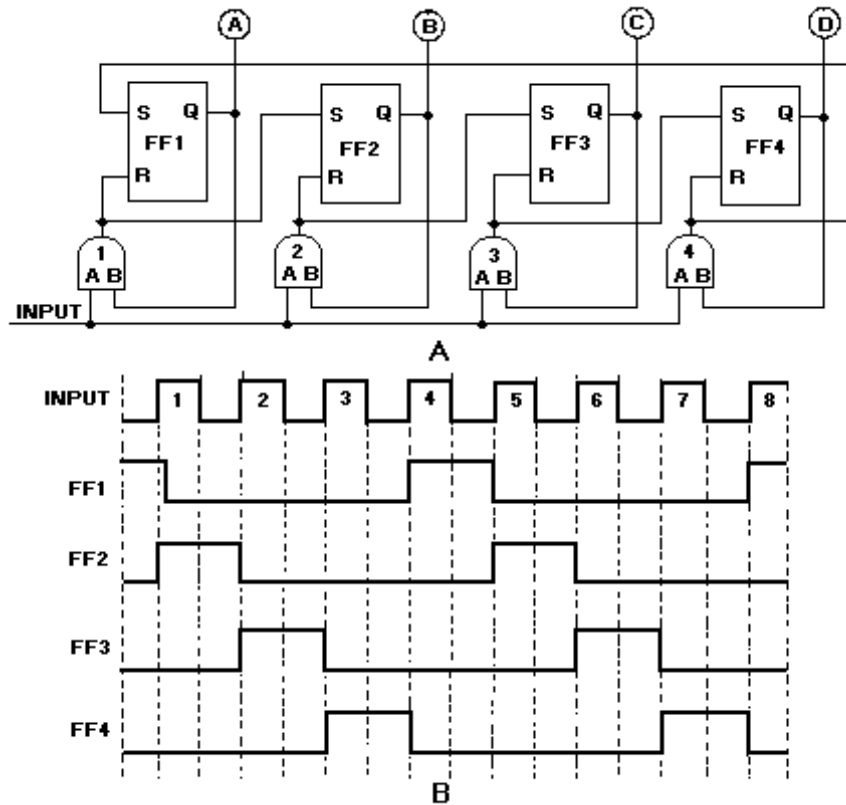 A B C D
S Q S Q S Q S Q
FF1 FF2 FF3 FF4
R R R R
1 2 3 4
A B A B A B A B
INPUT
A
INPUT 1 2 3 4 5 6 7 8
FF1
FF2
FF3
FF4
B